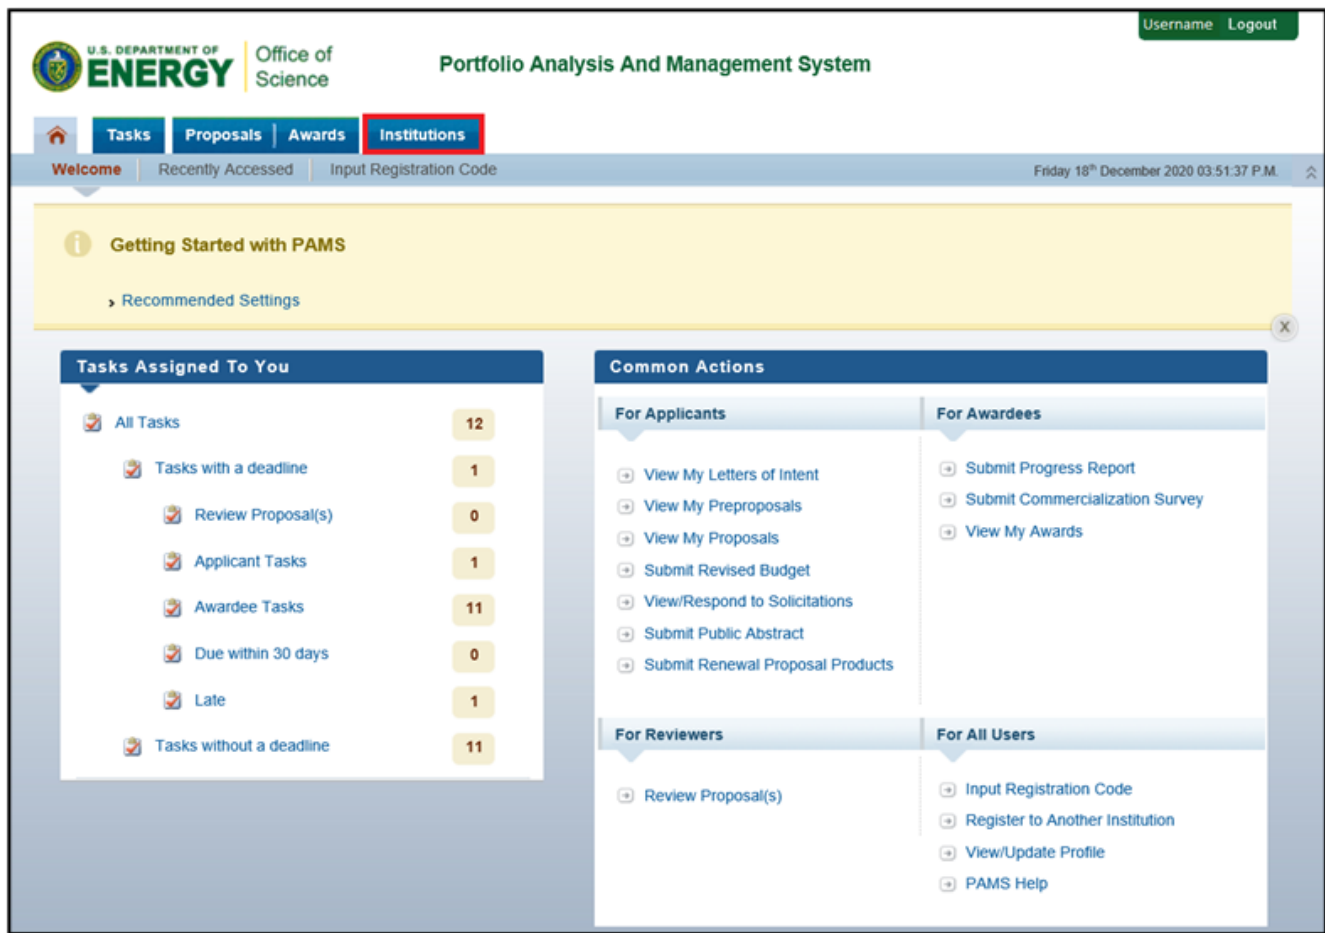 Username Logout
U.S. DEPARTMENT OF
ENERGY
Office of
Science
Portfolio Analysis And Management System
Tasks Proposals Awards Institutions
Welcome Recently Accessed Input Registration Code Friday 18th December 2020 03:51:37 P.M.
Getting Started with PAMS
Recommended Settings
X
Tasks Assigned To You
All Tasks 12
Tasks with a deadline 1
Review Proposal(s) 0
Applicant Tasks 1
Awardee Tasks 11
Due within 30 days 0
Late 1
Tasks without a deadline 11
Common Actions
For Applicants
View My Letters of Intent
View My Preproposals
View My Proposals
Submit Revised Budget
View/Respond to Solicitations
Submit Public Abstract
Submit Renewal Proposal Products
For Awardees
Submit Progress Report
Submit Commercialization Survey
View My Awards
For Reviewers
Review Proposal(s)
For All Users
Input Registration Code
Register to Another Institution
View/Update Profile
PAMS Help